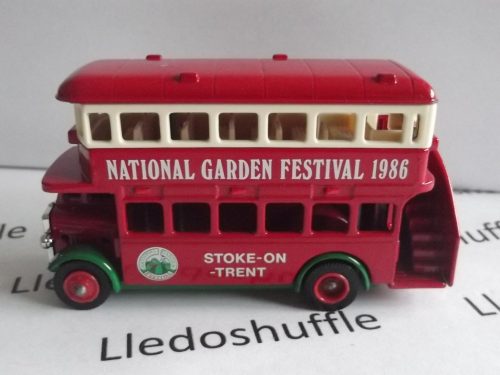 NATIONAL GARDEN FESTIVAL 1986
STOKE-ON
-TRENT
Lledoshuffle